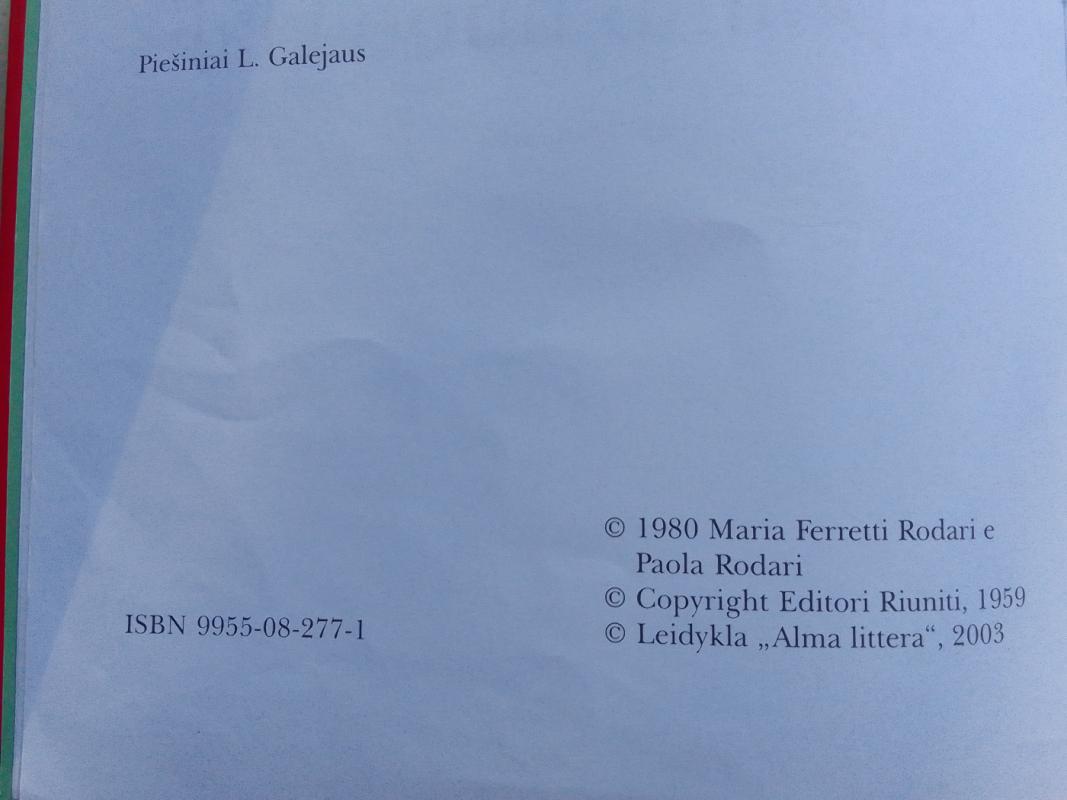 Piešiniai L. Galejaus
ISBN 9955-08-277-1
© 1980 Maria Ferretti Rodari e
Paola Rodari
© Copyright Editori Riuniti, 1959
© Leidykla „Alma littera“, 2003